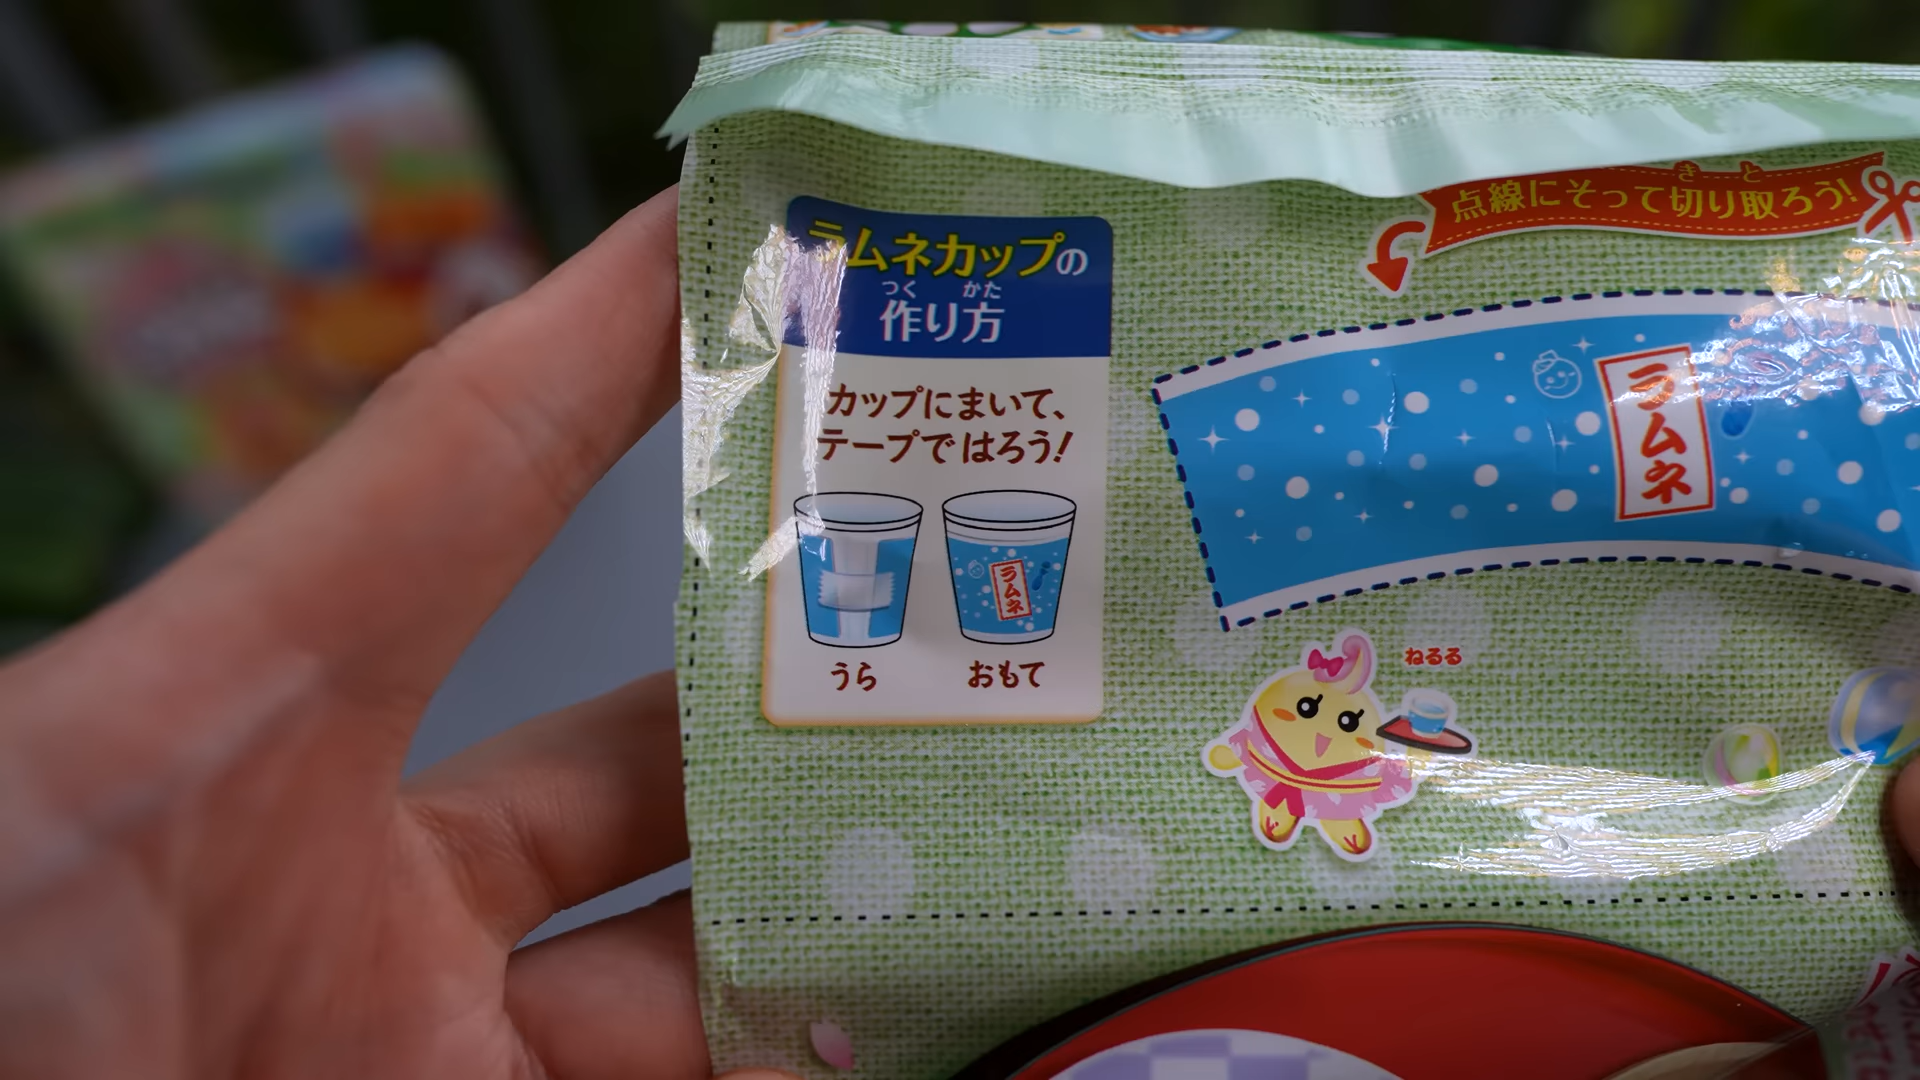 点線にそって切り取ろう!
き と
ラムネカップの
つく かた
作り方
カップにまいて、
テープではろう!
ラムネ
ラムネ
うら
おもて
ねるる